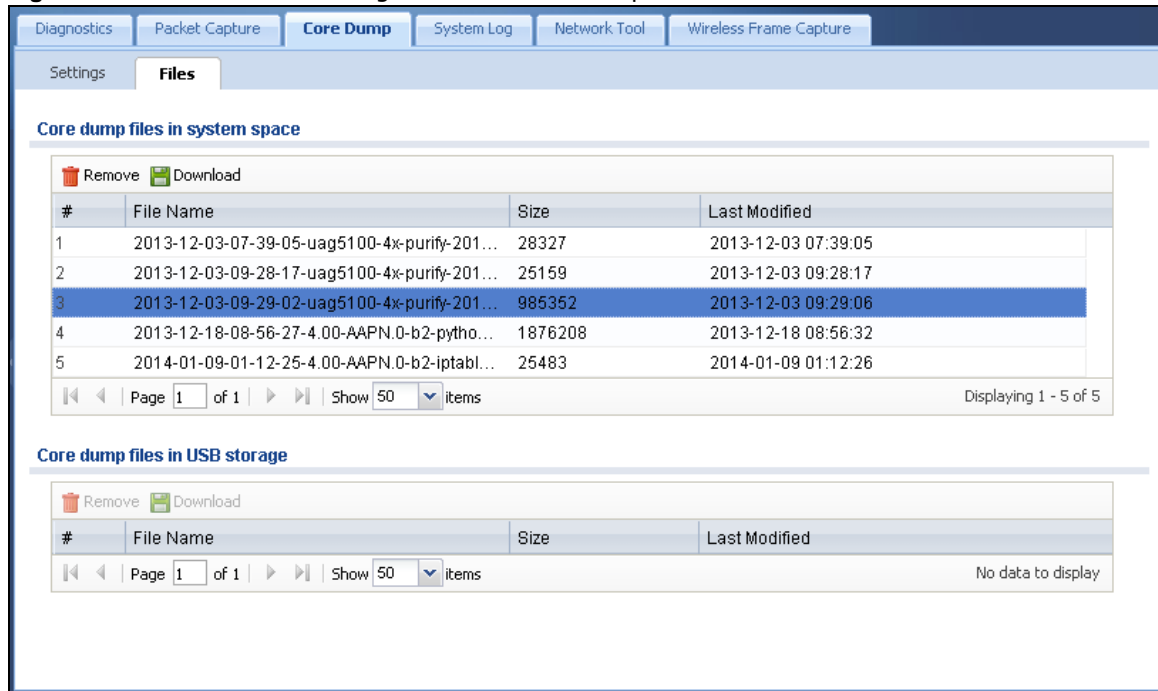 Diagnostics Packet Capture Core Dump System Log Network Tool Wireless Frame Capture
Settings Files
Core dump files in system space
Remove Download
# File Name Size Last Modified
1 2013-12-03-07-39-05-uag5100-4x-purify-201... 28327 2013-12-03 07:39:05
2 2013-12-03-09-28-17-uag5100-4x-purify-201... 25159 2013-12-03 09:28:17
3 2013-12-03-09-29-02-uag5100-4x-purify-201... 985352 2013-12-03 09:29:06
4 2013-12-18-08-56-27-4.00-AAPN.0-b2-pytho... 1876208 2013-12-18 08:56:32
5 2014-01-09-01-12-25-4.00-AAPN.0-b2-iptabl... 25483 2014-01-09 01:12:26
Page 1 of 1 Show 50 items Displaying 1 - 5 of 5
Core dump files in USB storage
Remove Download
# File Name Size Last Modified
Page 1 of 1 Show 50 items No data to display